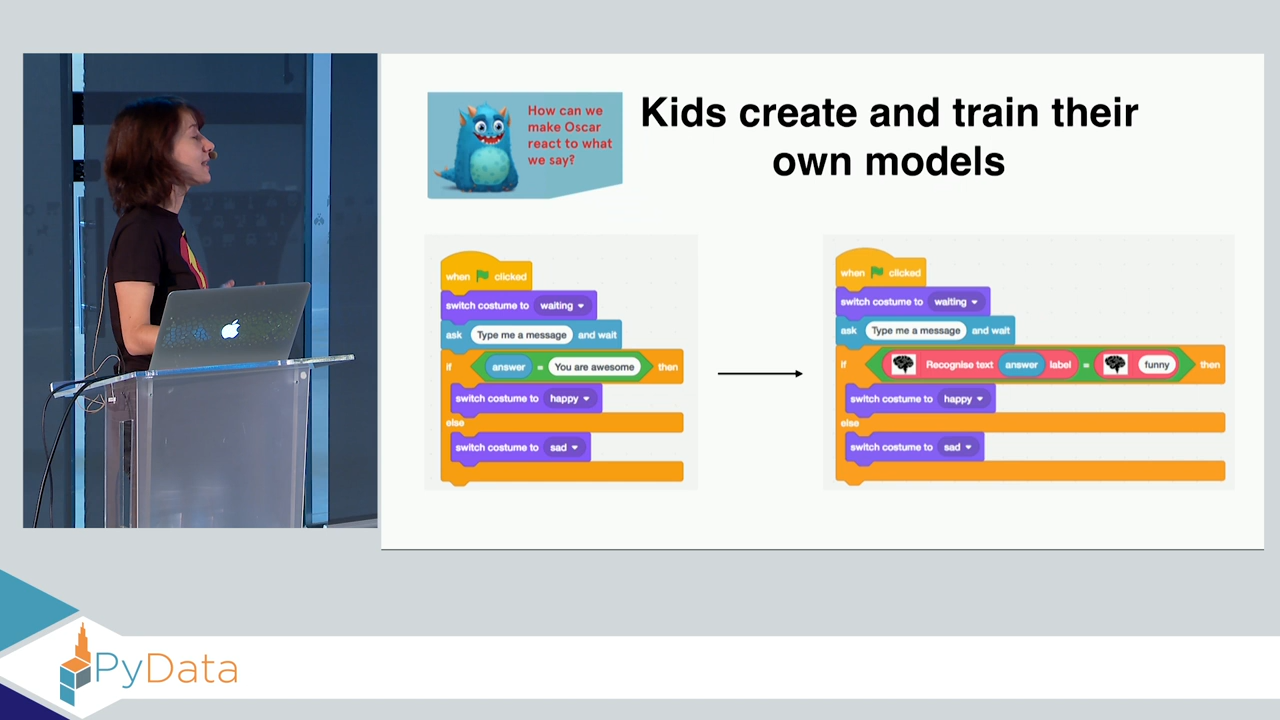 How can we
make Oscar
react to what
we say?
Kids create and train their
own models
when clicked
switch costume to waiting
ask Type me a message and wait
if answer = You are awesome then
switch costume to happy
else
switch costume to sad
when clicked
switch costume to waiting
ask Type me a message and wait
if Recognise text answer label = funny then
switch costume to happy
else
switch costume to sad
PyData